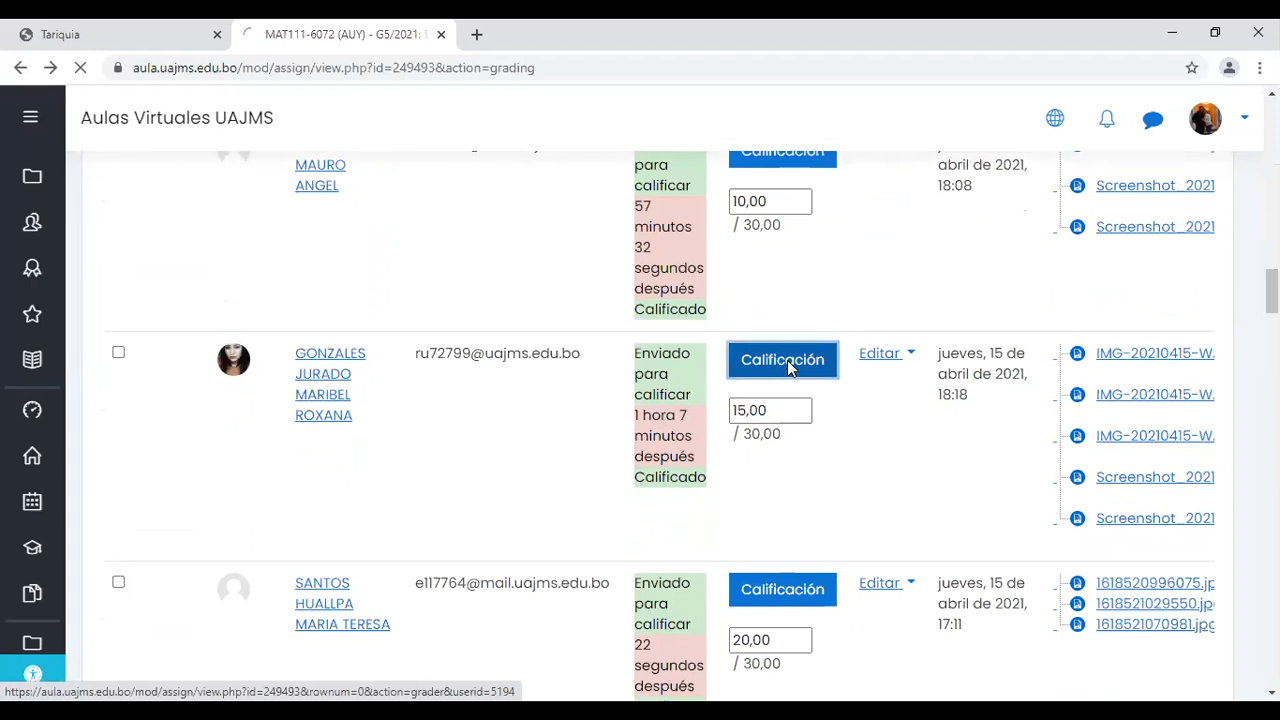 Tariquia
MAT111-6072 (AUY) - G5/2021:
aula.uajms.edu.bo/mod/assign/view.php?id=249493&action=grading
Aulas Virtuales UAJMS
MAURO
ANGEL
para
calificar
57
minutos
32
segundos
después
Calificado
Calificación
10,00
/ 30,00
abril de 2021,
18:08
Screenshot_2021
Screenshot_2021
GONZALES
JURADO
MARIBEL
ROXANA
ru72799@uajms.edu.bo
Enviado
para
calificar
1 hora 7
minutos
después
Calificado
Calificación
15,00
/ 30,00
Editar
jueves, 15 de
abril de 2021,
18:18
IMG-20210415-W.
IMG-20210415-W.
IMG-20210415-W.
Screenshot_2021
Screenshot_2021
SANTOS
HUALLPA
MARIA TERESA
e117764@mail.uajms.edu.bo
Enviado
para
calificar
22
segundos
después
Calificación
20,00
/ 30,00
Editar
jueves, 15 de
abril de 2021,
17:11
1618520996075.jp
1618521029550.jp
1618521070981.jpg
https://aula.uajms.edu.bo/mod/assign/view.php?id=249493&rownum=0&action=grader&userid=5194